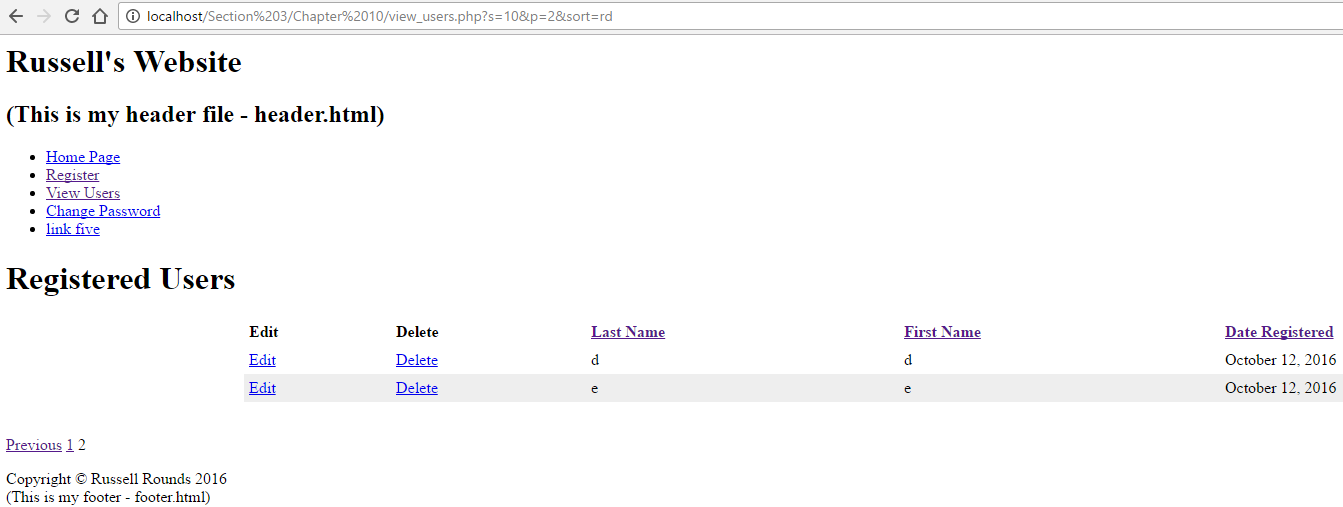 localhost/Section%203/Chapter%2010/view_users.php?s=10&p=2&sort=rd
Russell's Website
(This is my header file - header.html)
Home Page
Register
View Users
Change Password
link five
Registered Users
Edit Delete Last Name First Name Date Registered
Edit Delete d d October 12, 2016
Edit Delete e e October 12, 2016
Previous 1 2
Copyright © Russell Rounds 2016
(This is my footer - footer.html)